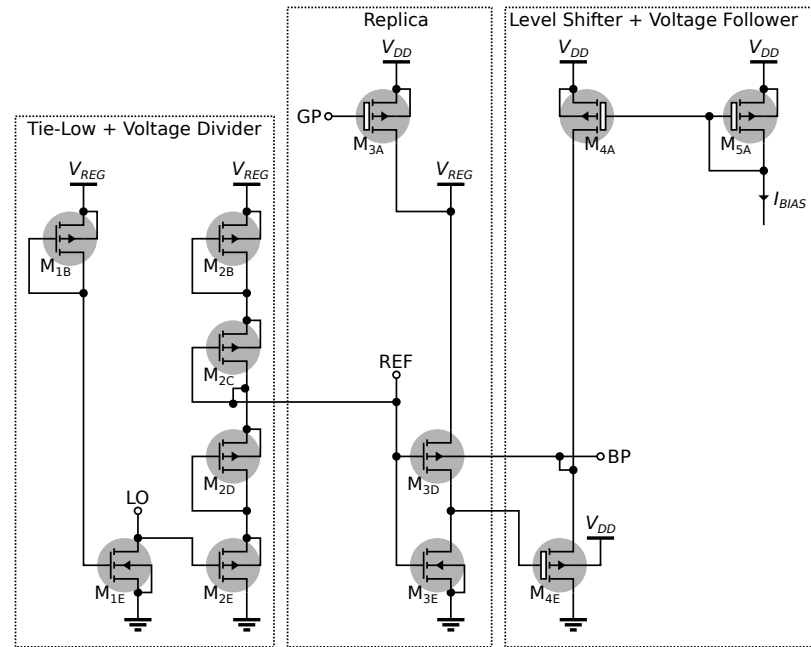 Replica
Level Shifter + Voltage Follower
Tie-Low + Voltage Divider
V_DD
V_DD
V_DD
GP
M_3A
M_4A
M_5A
V_REG
V_REG
V_REG
I_BIAS
M_1B
M_2B
M_2C
REF
M_2D
M_3D
BP
LO
V_DD
M_1E
M_2E
M_3E
M_4E